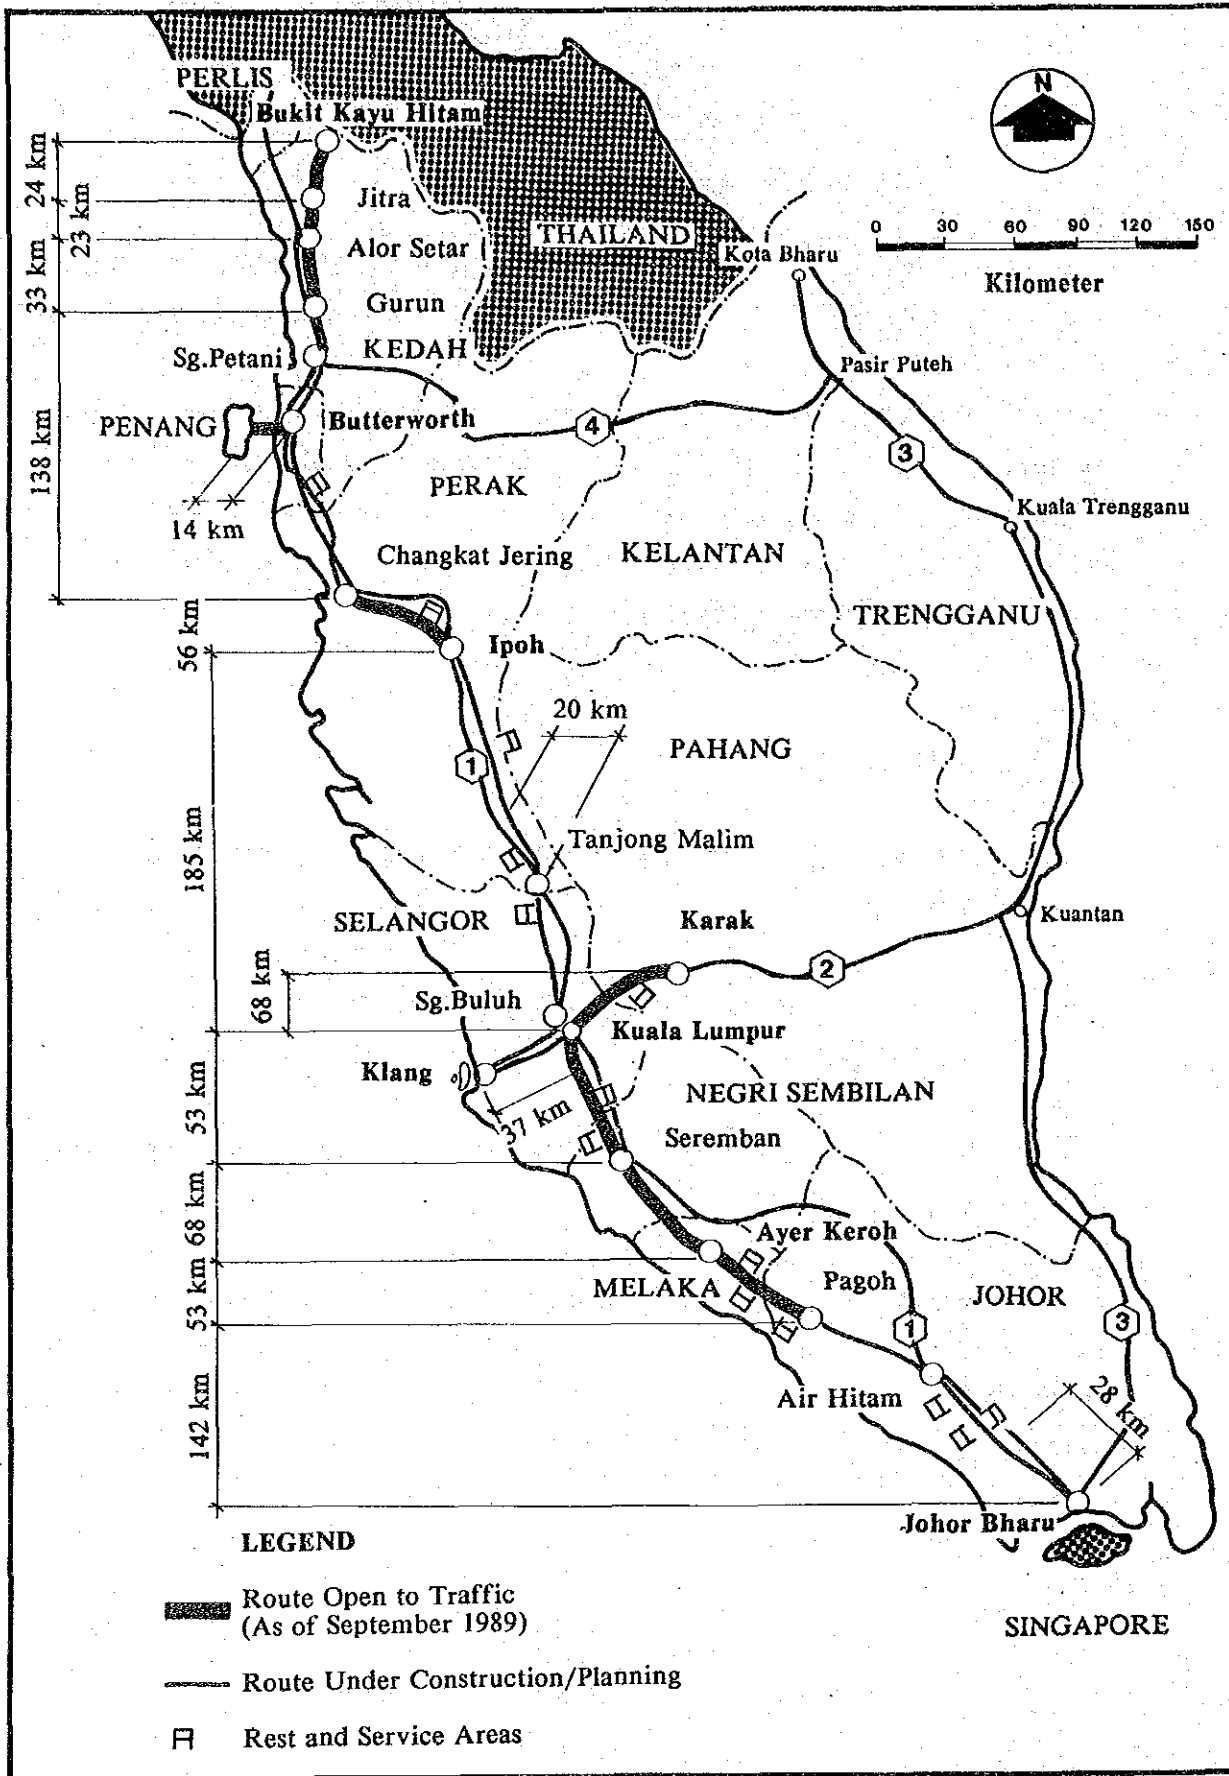 PERLIS
N
Bukit Kayu Hitam
24 km
Jitra
23 km
THAILAND
0 30 60 90 120 150
Kota Bharu
Alor Setar
Kilometer
33 km
Gurun
Sg.Petani
KEDAH
Pasir Puteh
PENANG
Butterworth
4
3
138 km
PERAK
14 km
Kuala Trengganu
Changkat Jering
KELANTAN
TRENGGANU
56 km
Ipoh
20 km
PAHANG
1
185 km
Tanjong Malim
SELANGOR
Karak
Kuantan
2
68 km
Sg.Buluh
Kuala Lumpur
Klang
53 km
NEGRI SEMBILAN
37 km
Seremban
68 km
Ayer Keroh
MELAKA
Pagoh
JOHOR
53 km
1
3
Air Hitam
28 km
142 km
Johor Bharu
LEGEND
Route Open to Traffic
(As of September 1989)
SINGAPORE
Route Under Construction/Planning
Rest and Service Areas